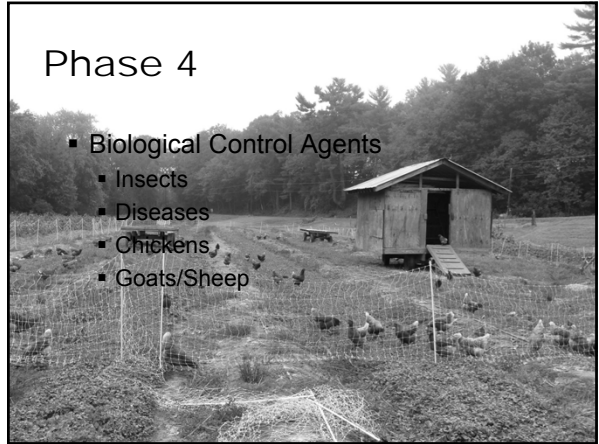 Phase 4
▪ Biological Control Agents
▪ Insects
▪ Diseases
▪ Chickens
▪ Goats/Sheep